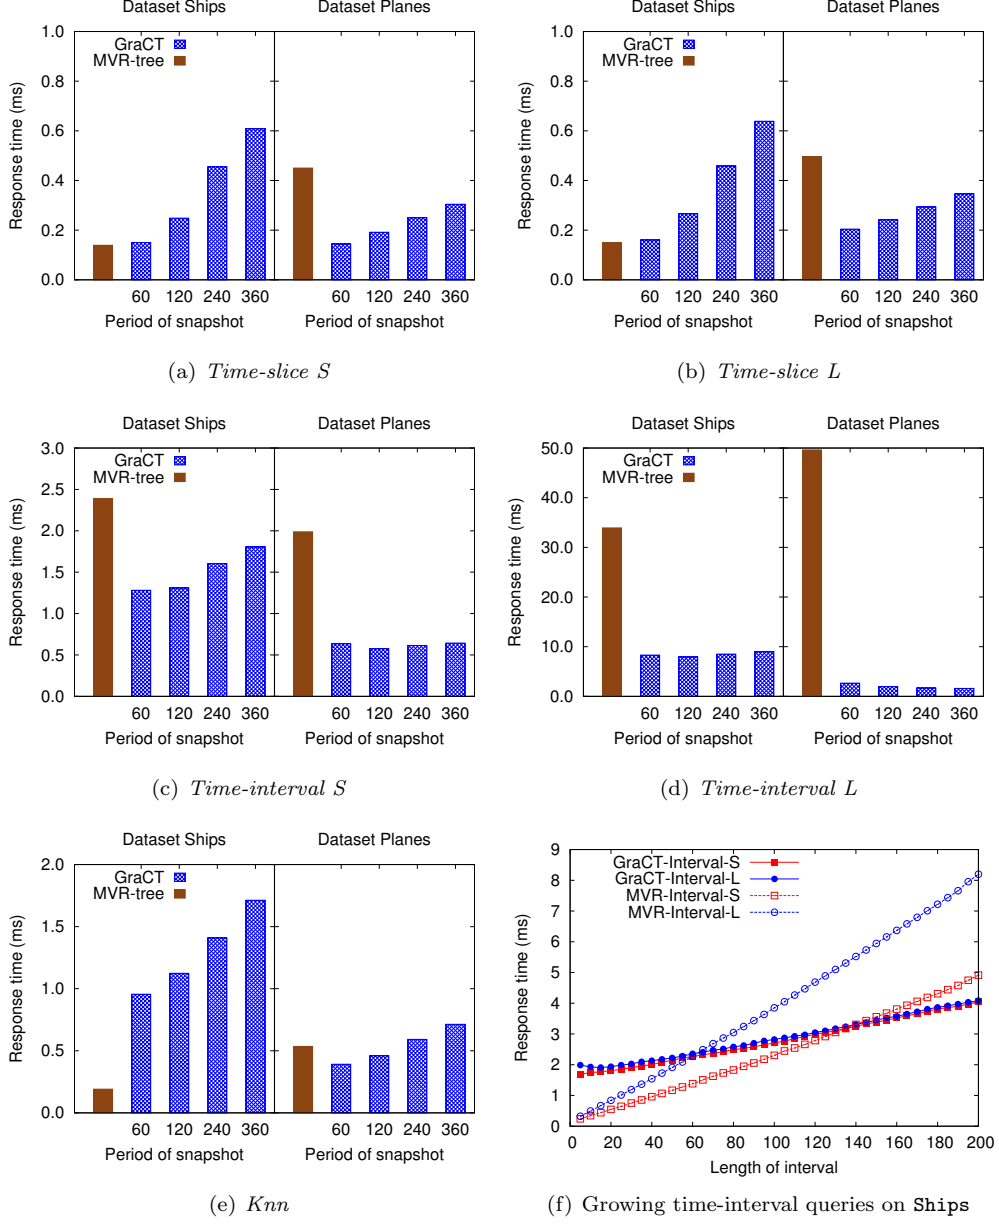 Dataset Ships Dataset Planes
1.0
0.8
0.6
0.4
0.2
0.0
Response time (ms)
GraCT
MVR-tree
60 120 240 360 60 120 240 360
Period of snapshot Period of snapshot
(a) Time-slice S
Dataset Ships Dataset Planes
1.0
0.8
0.6
0.4
0.2
0.0
Response time (ms)
GraCT
MVR-tree
60 120 240 360 60 120 240 360
Period of snapshot Period of snapshot
(b) Time-slice L
Dataset Ships Dataset Planes
3.0
2.5
2.0
1.5
1.0
0.5
0.0
Response time (ms)
GraCT
MVR-tree
60 120 240 360 60 120 240 360
Period of snapshot Period of snapshot
(c) Time-interval S
Dataset Ships Dataset Planes
50.0
40.0
30.0
20.0
10.0
0.0
Response time (ms)
GraCT
MVR-tree
60 120 240 360 60 120 240 360
Period of snapshot Period of snapshot
(d) Time-interval L
Dataset Ships Dataset Planes
2.0
1.5
1.0
0.5
0.0
Response time (ms)
GraCT
MVR-tree
60 120 240 360 60 120 240 360
Period of snapshot Period of snapshot
(e) Knn
9
8
7
6
5
4
3
2
1
0
Response time (ms)
GraCT-Interval-S
GraCT-Interval-L
MVR-Interval-S
MVR-Interval-L
0 20 40 60 80 100 120 140 160 180 200
Length of interval
(f) Growing time-interval queries on Ships